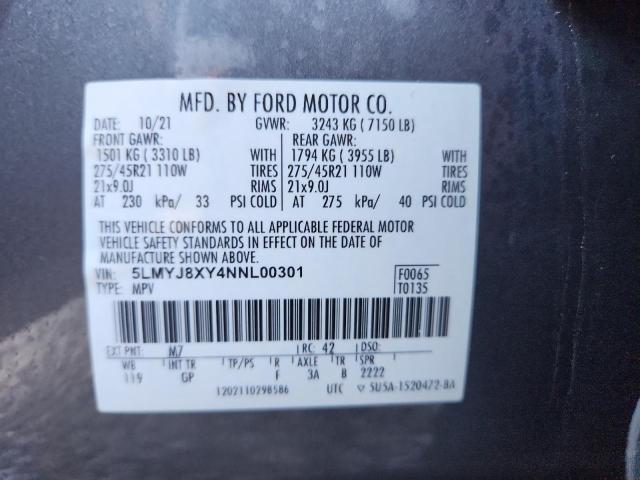 MFD. BY FORD MOTOR CO.
DATE: 10/21 GVWR: 3243 KG ( 7150 LB)
FRONT GAWR: REAR GAWR:
1501 KG ( 3310 LB) WITH 1794 KG ( 3955 LB) WITH
275/45R21 110W TIRES 275/45R21 110W TIRES
21x9.0J RIMS 21x9.0J RIMS
AT 230 kPa/ 33 PSI COLD AT 275 kPa/ 40 PSI COLD
THIS VEHICLE CONFORMS TO ALL APPLICABLE FEDERAL MOTOR
VEHICLE SAFETY STANDARDS IN EFFECT ON THE DATE OF
MANUFACTURE SHOWN ABOVE.
VIN: 5LMYJ8XY4NNL00301 F0065
TYPE: MPV T0135
EXT PNT: M7 RC: 42 DSO:
WB INT TR TP/PS R AXLE TR SPR
119 GP F 3A B 2222
1202110298586 UTC ▽ 5U5A-1520472-BA